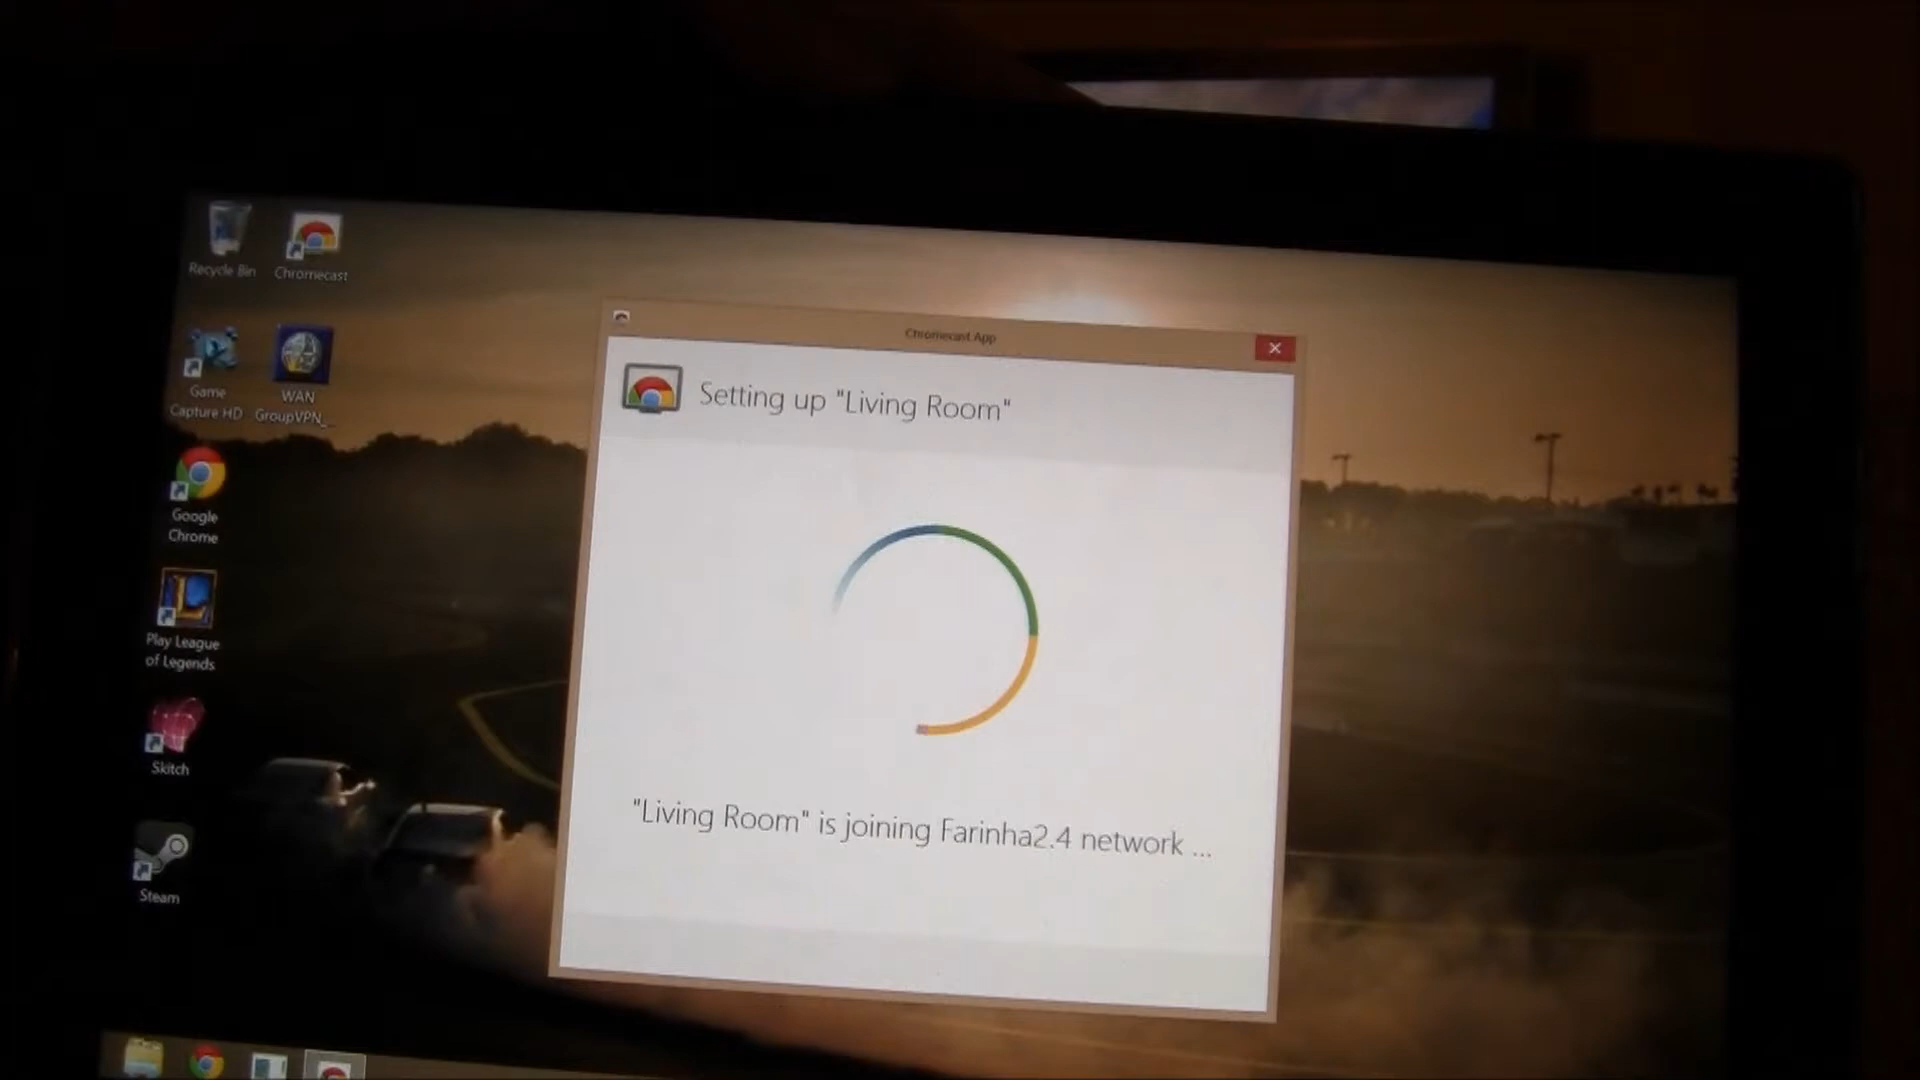 Recycle Bin
Chromecast
Game
Capture HD
WAN
GroupVPN_...
Google
Chrome
Play League
of Legends
Skitch
Steam
Chromecast App
Setting up "Living Room"
"Living Room" is joining Farinha2.4 network ...